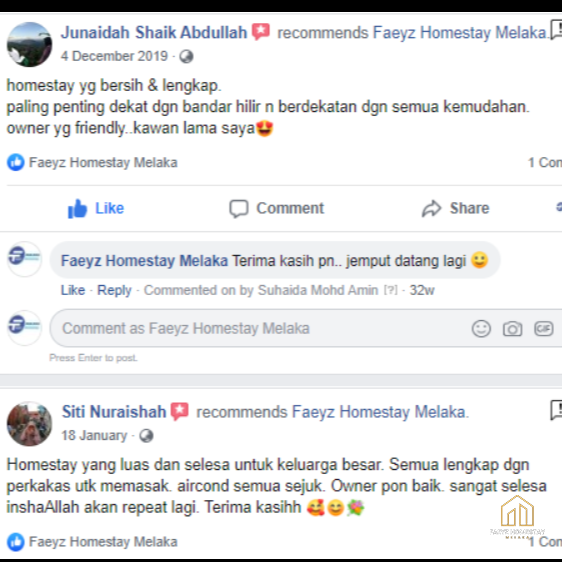 Junaidah Shaik Abdullah recommends Faeyz Homestay Melaka.
4 December 2019 ·
homestay yg bersih & lengkap.
paling penting dekat dgn bandar hilir n berdekatan dgn semua kemudahan.
owner yg friendly..kawan lama saya😍
Faeyz Homestay Melaka 1 Com
Like Comment Share
Faeyz Homestay Melaka Terima kasih pn.. jemput datang lagi 🙂
Like · Reply · Commented on by Suhaida Mohd Amin [?] · 32w
Comment as Faeyz Homestay Melaka GIF
Press Enter to post.
Siti Nuraishah recommends Faeyz Homestay Melaka.
18 January ·
Homestay yang luas dan selesa untuk keluarga besar. Semua lengkap dgn
perkakas utk memasak. aircond semua sejuk. Owner pon baik. sangat selesa
inshaAllah akan repeat lagi. Terima kasihh 🥰😊💐
FAEYZ HOMESTAY
MELAKA
Faeyz Homestay Melaka 1 Com